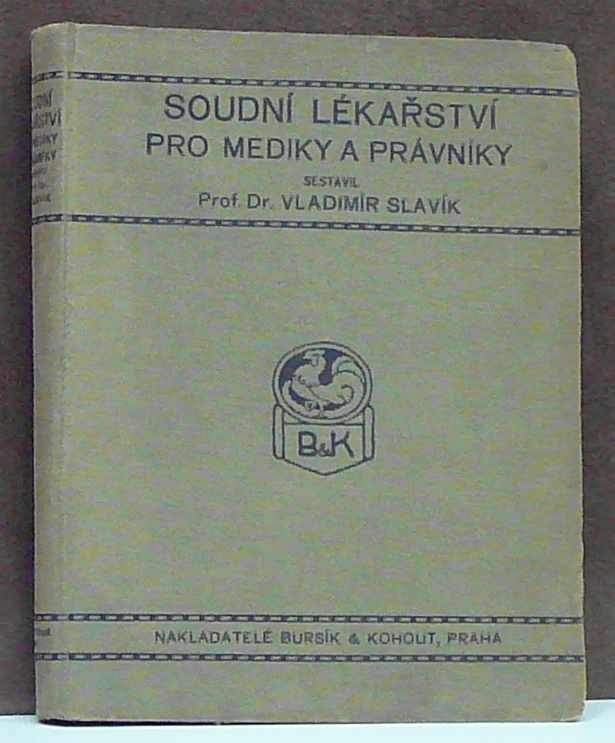 SOUDNÍ LÉKAŘSTVÍ
PRO MEDIKY A PRÁVNÍKY
SESTAVIL
Prof. Dr. VLADIMÍR SLAVÍK
B&K
NAKLADATELÉ BURSÍK & KOHOUT, PRAHA